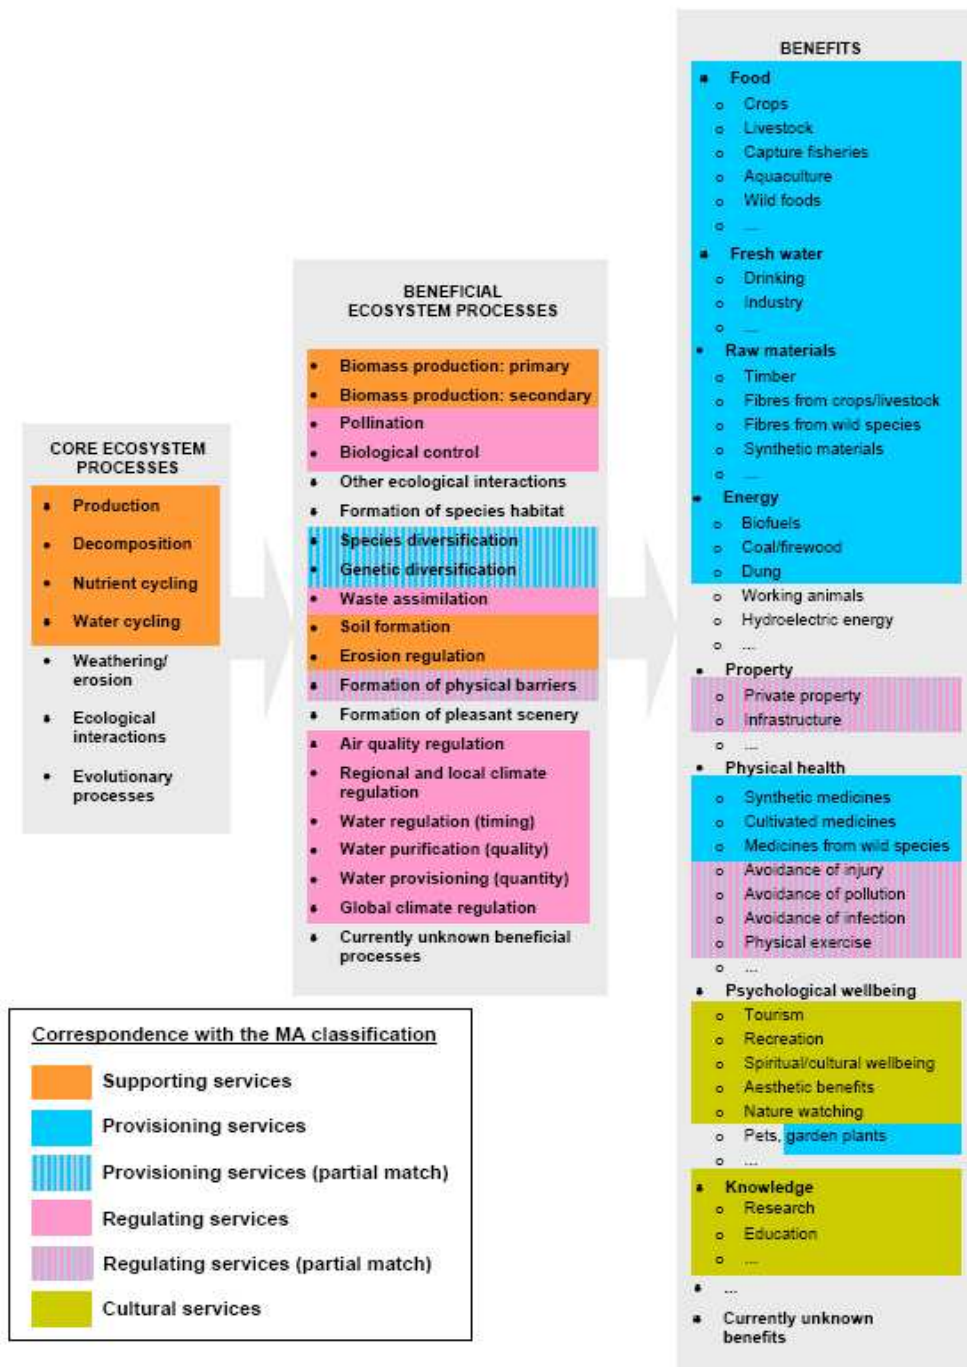 CORE ECOSYSTEM
PROCESSES
• Production
• Decomposition
• Nutrient cycling
• Water cycling
• Weathering/
erosion
• Ecological
interactions
• Evolutionary
processes
BENEFICIAL
ECOSYSTEM PROCESSES
• Biomass production: primary
• Biomass production: secondary
• Pollination
• Biological control
• Other ecological interactions
• Formation of species habitat
• Species diversification
• Genetic diversification
• Waste assimilation
• Soil formation
• Erosion regulation
• Formation of physical barriers
• Formation of pleasant scenery
• Air quality regulation
• Regional and local climate
regulation
• Water regulation (timing)
• Water purification (quality)
• Water provisioning (quantity)
• Global climate regulation
• Currently unknown beneficial
processes
BENEFITS
• Food
o Crops
o Livestock
o Capture fisheries
o Aquaculture
o Wild foods
o ...
• Fresh water
o Drinking
o Industry
o ...
• Raw materials
o Timber
o Fibres from crops/livestock
o Fibres from wild species
o Synthetic materials
o ...
• Energy
o Biofuels
o Coal/firewood
o Dung
o Working animals
o Hydroelectric energy
o ...
• Property
o Private property
o Infrastructure
o ...
• Physical health
o Synthetic medicines
o Cultivated medicines
o Medicines from wild species
o Avoidance of injury
o Avoidance of pollution
o Avoidance of infection
o Physical exercise
o ...
• Psychological wellbeing
o Tourism
o Recreation
o Spiritual/cultural wellbeing
o Aesthetic benefits
o Nature watching
o Pets, garden plants
o ...
• Knowledge
o Research
o Education
o ...
• ...
• Currently unknown
benefits
Correspondence with the MA classification
Supporting services
Provisioning services
Provisioning services (partial match)
Regulating services
Regulating services (partial match)
Cultural services